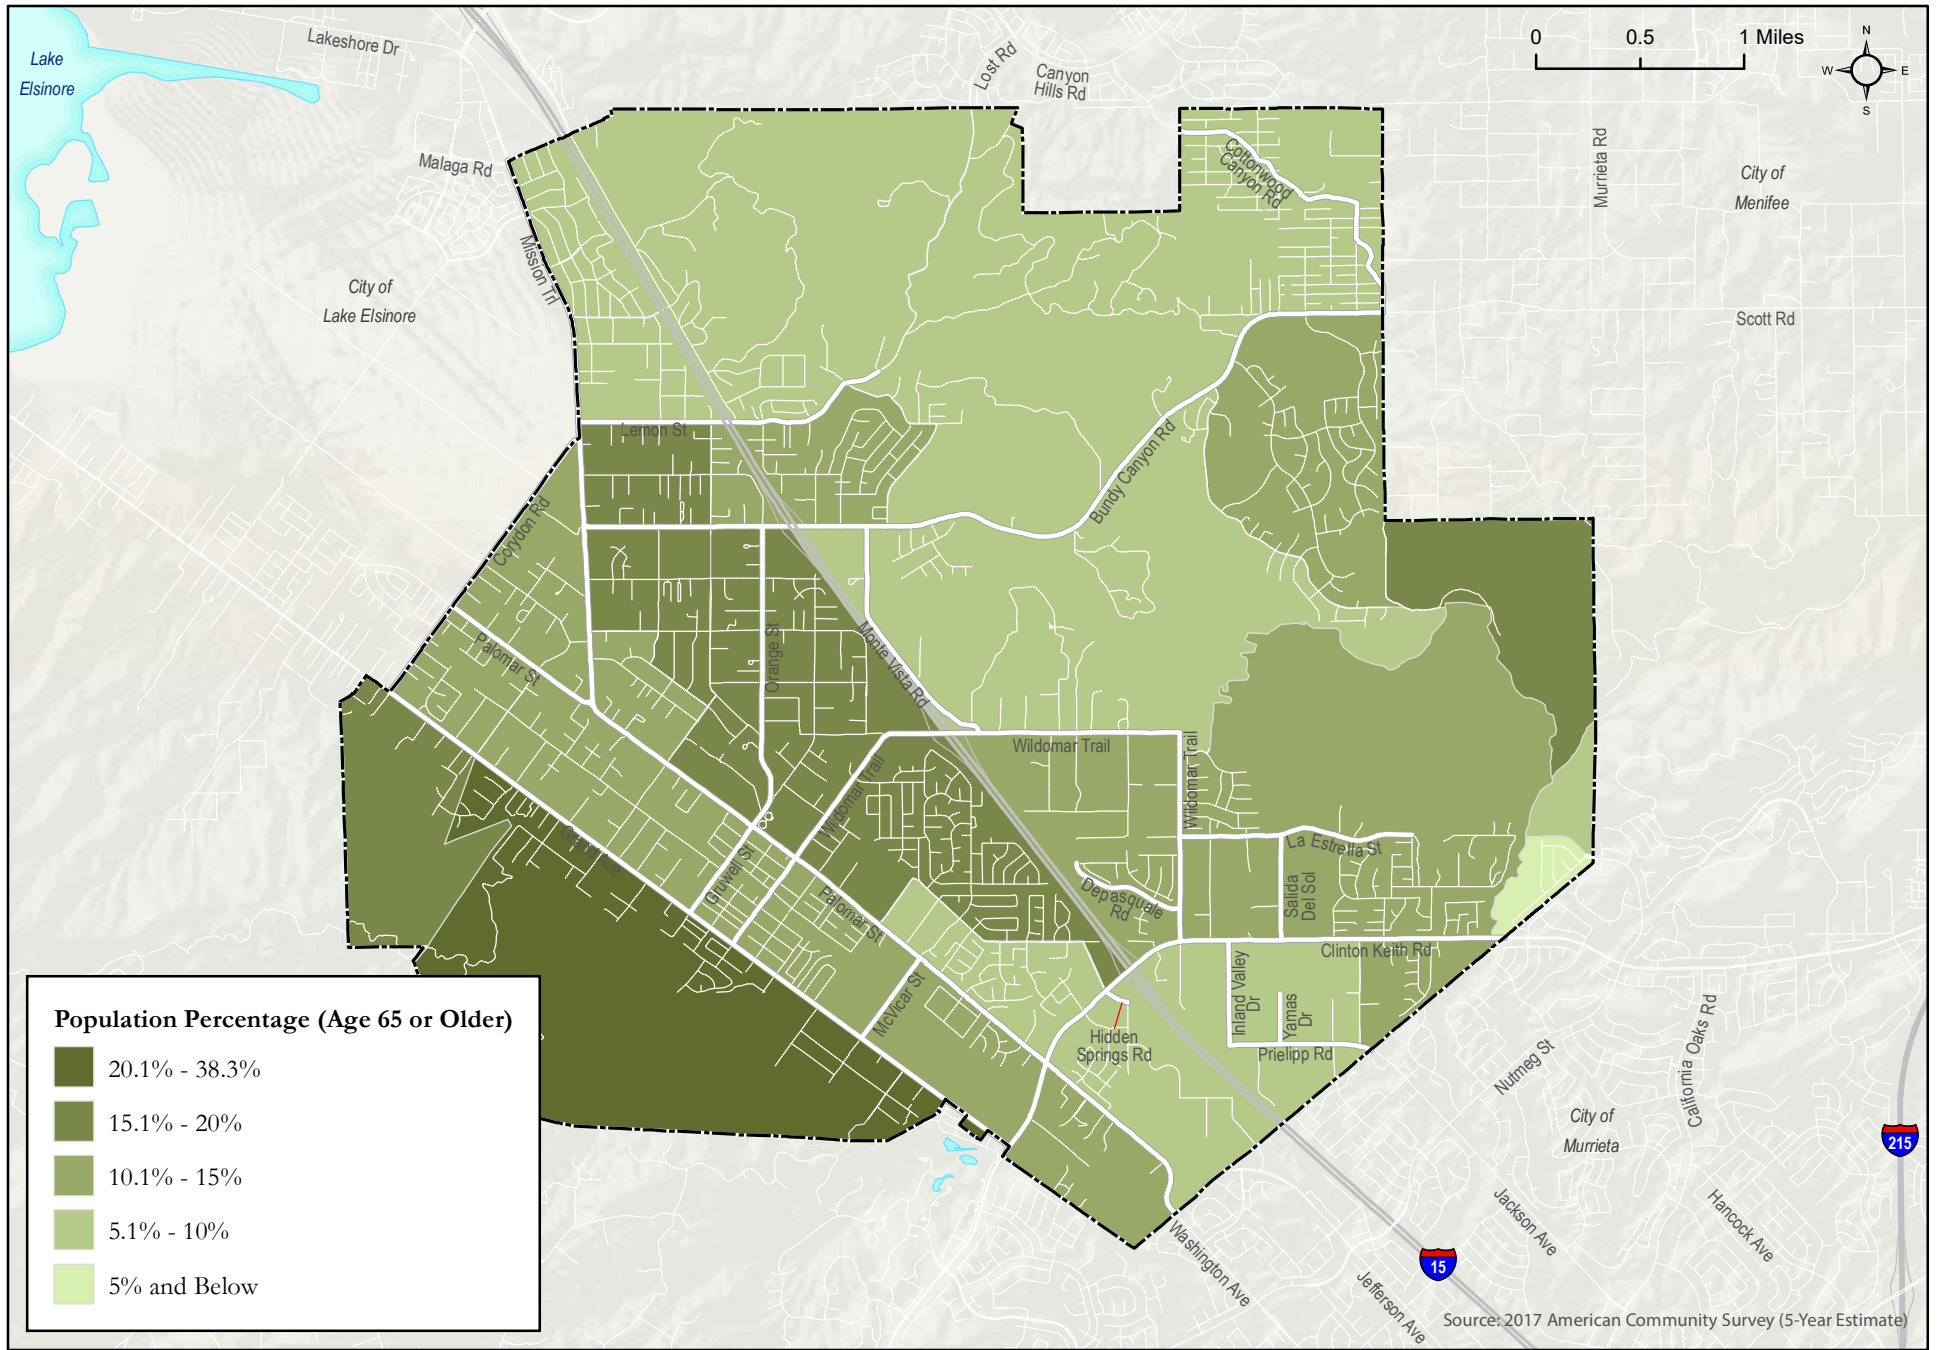 Lake
Elsinore
Lakeshore Dr
Lost Rd
Canyon
Hills Rd
0 0.5 1 Miles
N
W E
S
Malaga Rd
Mission Trl
Cottonwood
Canyon Rd
Murrieta Rd
City of
Menifee
City of
Lake Elsinore
Scott Rd
Lemon St
Bundy Canyon Rd
Corydon Rd
Palomar St
Orange St
Monte Vista Rd
Wildomar Trail
Wildomar Trail
Wildomar Trail
Grand Ave
Gruwell St
Palomar St
Depasquale
Rd
La Estrella St
Salida
Del Sol
Clinton Keith Rd
McVicar St
Inland Valley
Dr
Yamas
Dr
Hidden
Springs Rd
Prielipp Rd
Nutmeg St
California Oaks Rd
City of
Murrieta
215
Jackson Ave
Hancock Ave
Washington Ave
15
Jefferson Ave
Population Percentage (Age 65 or Older)
20.1% - 38.3%
15.1% - 20%
10.1% - 15%
5.1% - 10%
5% and Below
Source: 2017 American Community Survey (5-Year Estimate)